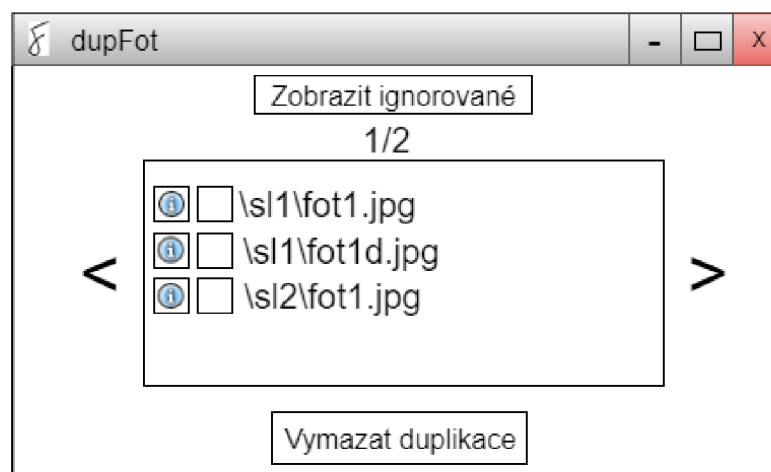 dupFot
- X
Zobrazit ignorované
1/2
\sl1\fot1.jpg
\sl1\fot1d.jpg
< >
\sl2\fot1.jpg
Vymazat duplikace